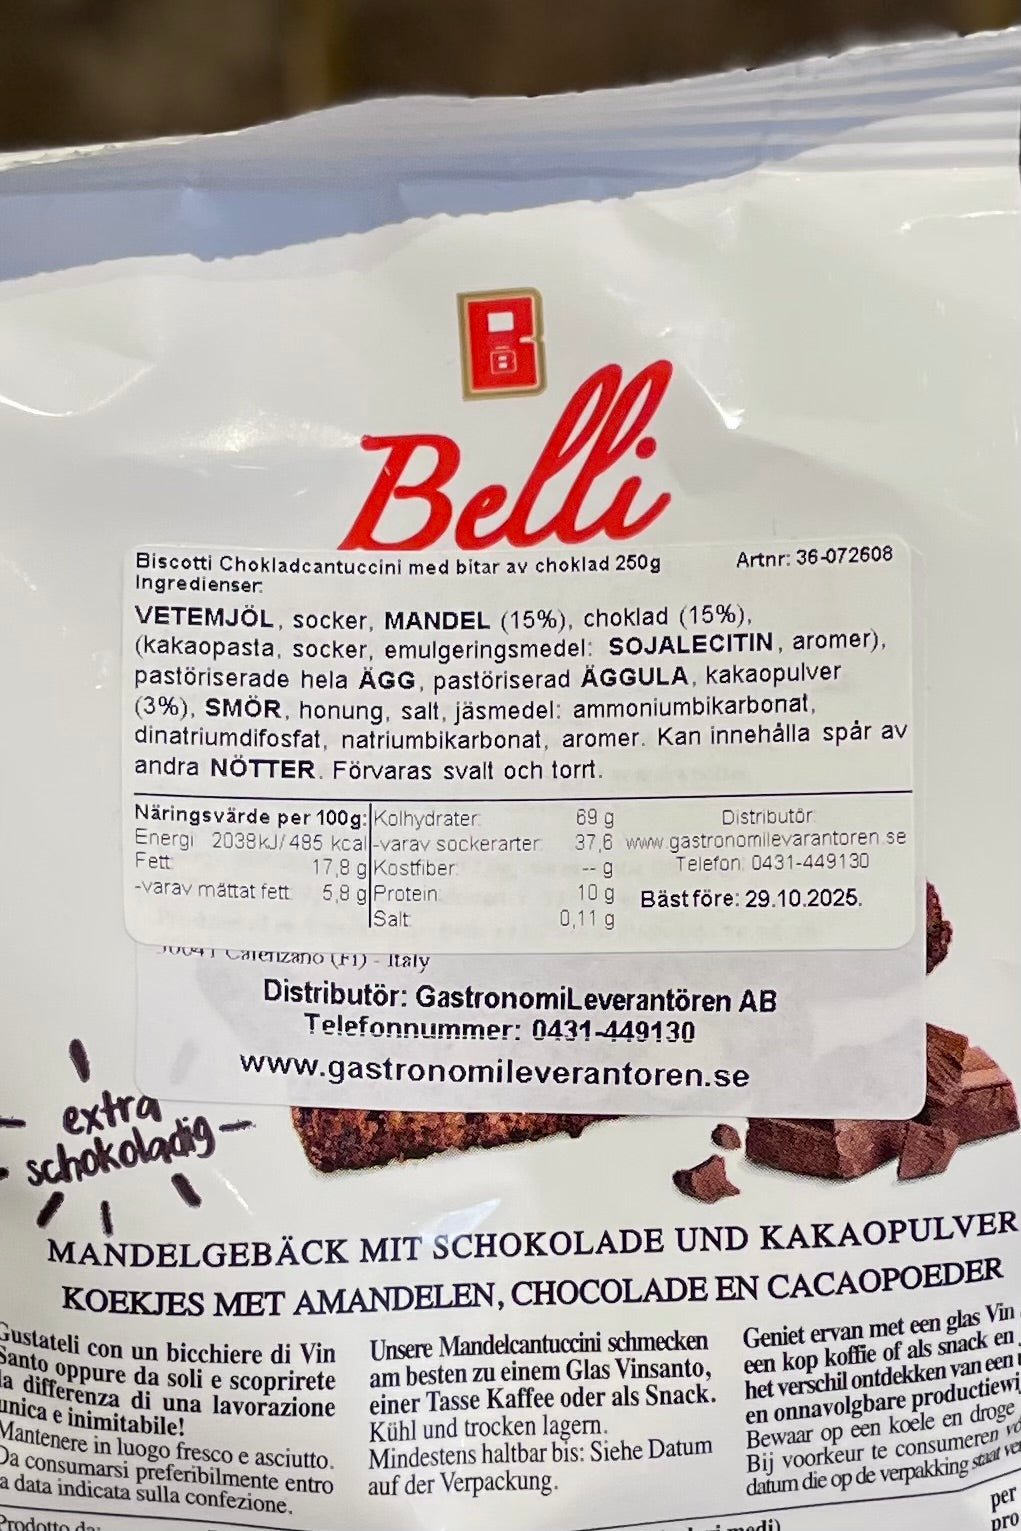 B
B
Belli
Biscotti Chokladcantuccini med bitar av choklad 250g Artnr: 36-072608
Ingredienser:
VETEMJÖL, socker, MANDEL (15%), choklad (15%),
(kakaopasta, socker, emulgeringsmedel: SOJALECITIN, aromer),
pastöriserade hela ÄGG, pastöriserad ÄGGULA, kakaopulver
(3%), SMÖR, honung, salt, jäsmedel: ammoniumbikarbonat,
dinatriumdifosfat, natriumbikarbonat, aromer. Kan innehålla spår av
andra NÖTTER. Förvaras svalt och torrt.
Näringsvärde per 100g:
Energi 2038kJ/485 kcal
Fett 17,8 g
-varav mättat fett 5,8 g
Kolhydrater: 69 g
-varav sockerarter: 37,6
Kostfiber: -- g
Protein: 10 g
Salt: 0,11 g
Distributör:
www.gastronomilevarantoren.se
Telefon: 0431-449130
Bäst före: 29.10.2025.
Calenzano (FI) - Italy
Distributör: GastronomiLeverantören AB
Telefonnummer: 0431-449130
www.gastronomileverantoren.se
extra
schokoladig
MANDELGEBÄCK MIT SCHOKOLADE UND KAKAOPULVER
KOEKJES MET AMANDELEN, CHOCOLADE EN CACAOPOEDER
Gustateli con un bicchiere di Vin
Santo oppure da soli e scoprirete
la differenza di una lavorazione
unica e inimitabile!
Mantenere in luogo fresco e asciutto.
Da consumarsi preferibilmente entro
a data indicata sulla confezione.
Prodotto da:
Unsere Mandelcantuccini schmecken
am besten zu einem Glas Vinsanto,
einer Tasse Kaffee oder als Snack.
Kühl und trocken lagern.
Mindestens haltbar bis: Siehe Datum
auf der Verpackung.
Geniet ervan met een glas Vin
een kop koffie of als snack en
het verschil ontdekken van een
en onnavolgbare productiewij
Bewaar op een koele en droge
Bij voorkeur te consumeren
datum die op de verpakking staat
per
pro
medi)